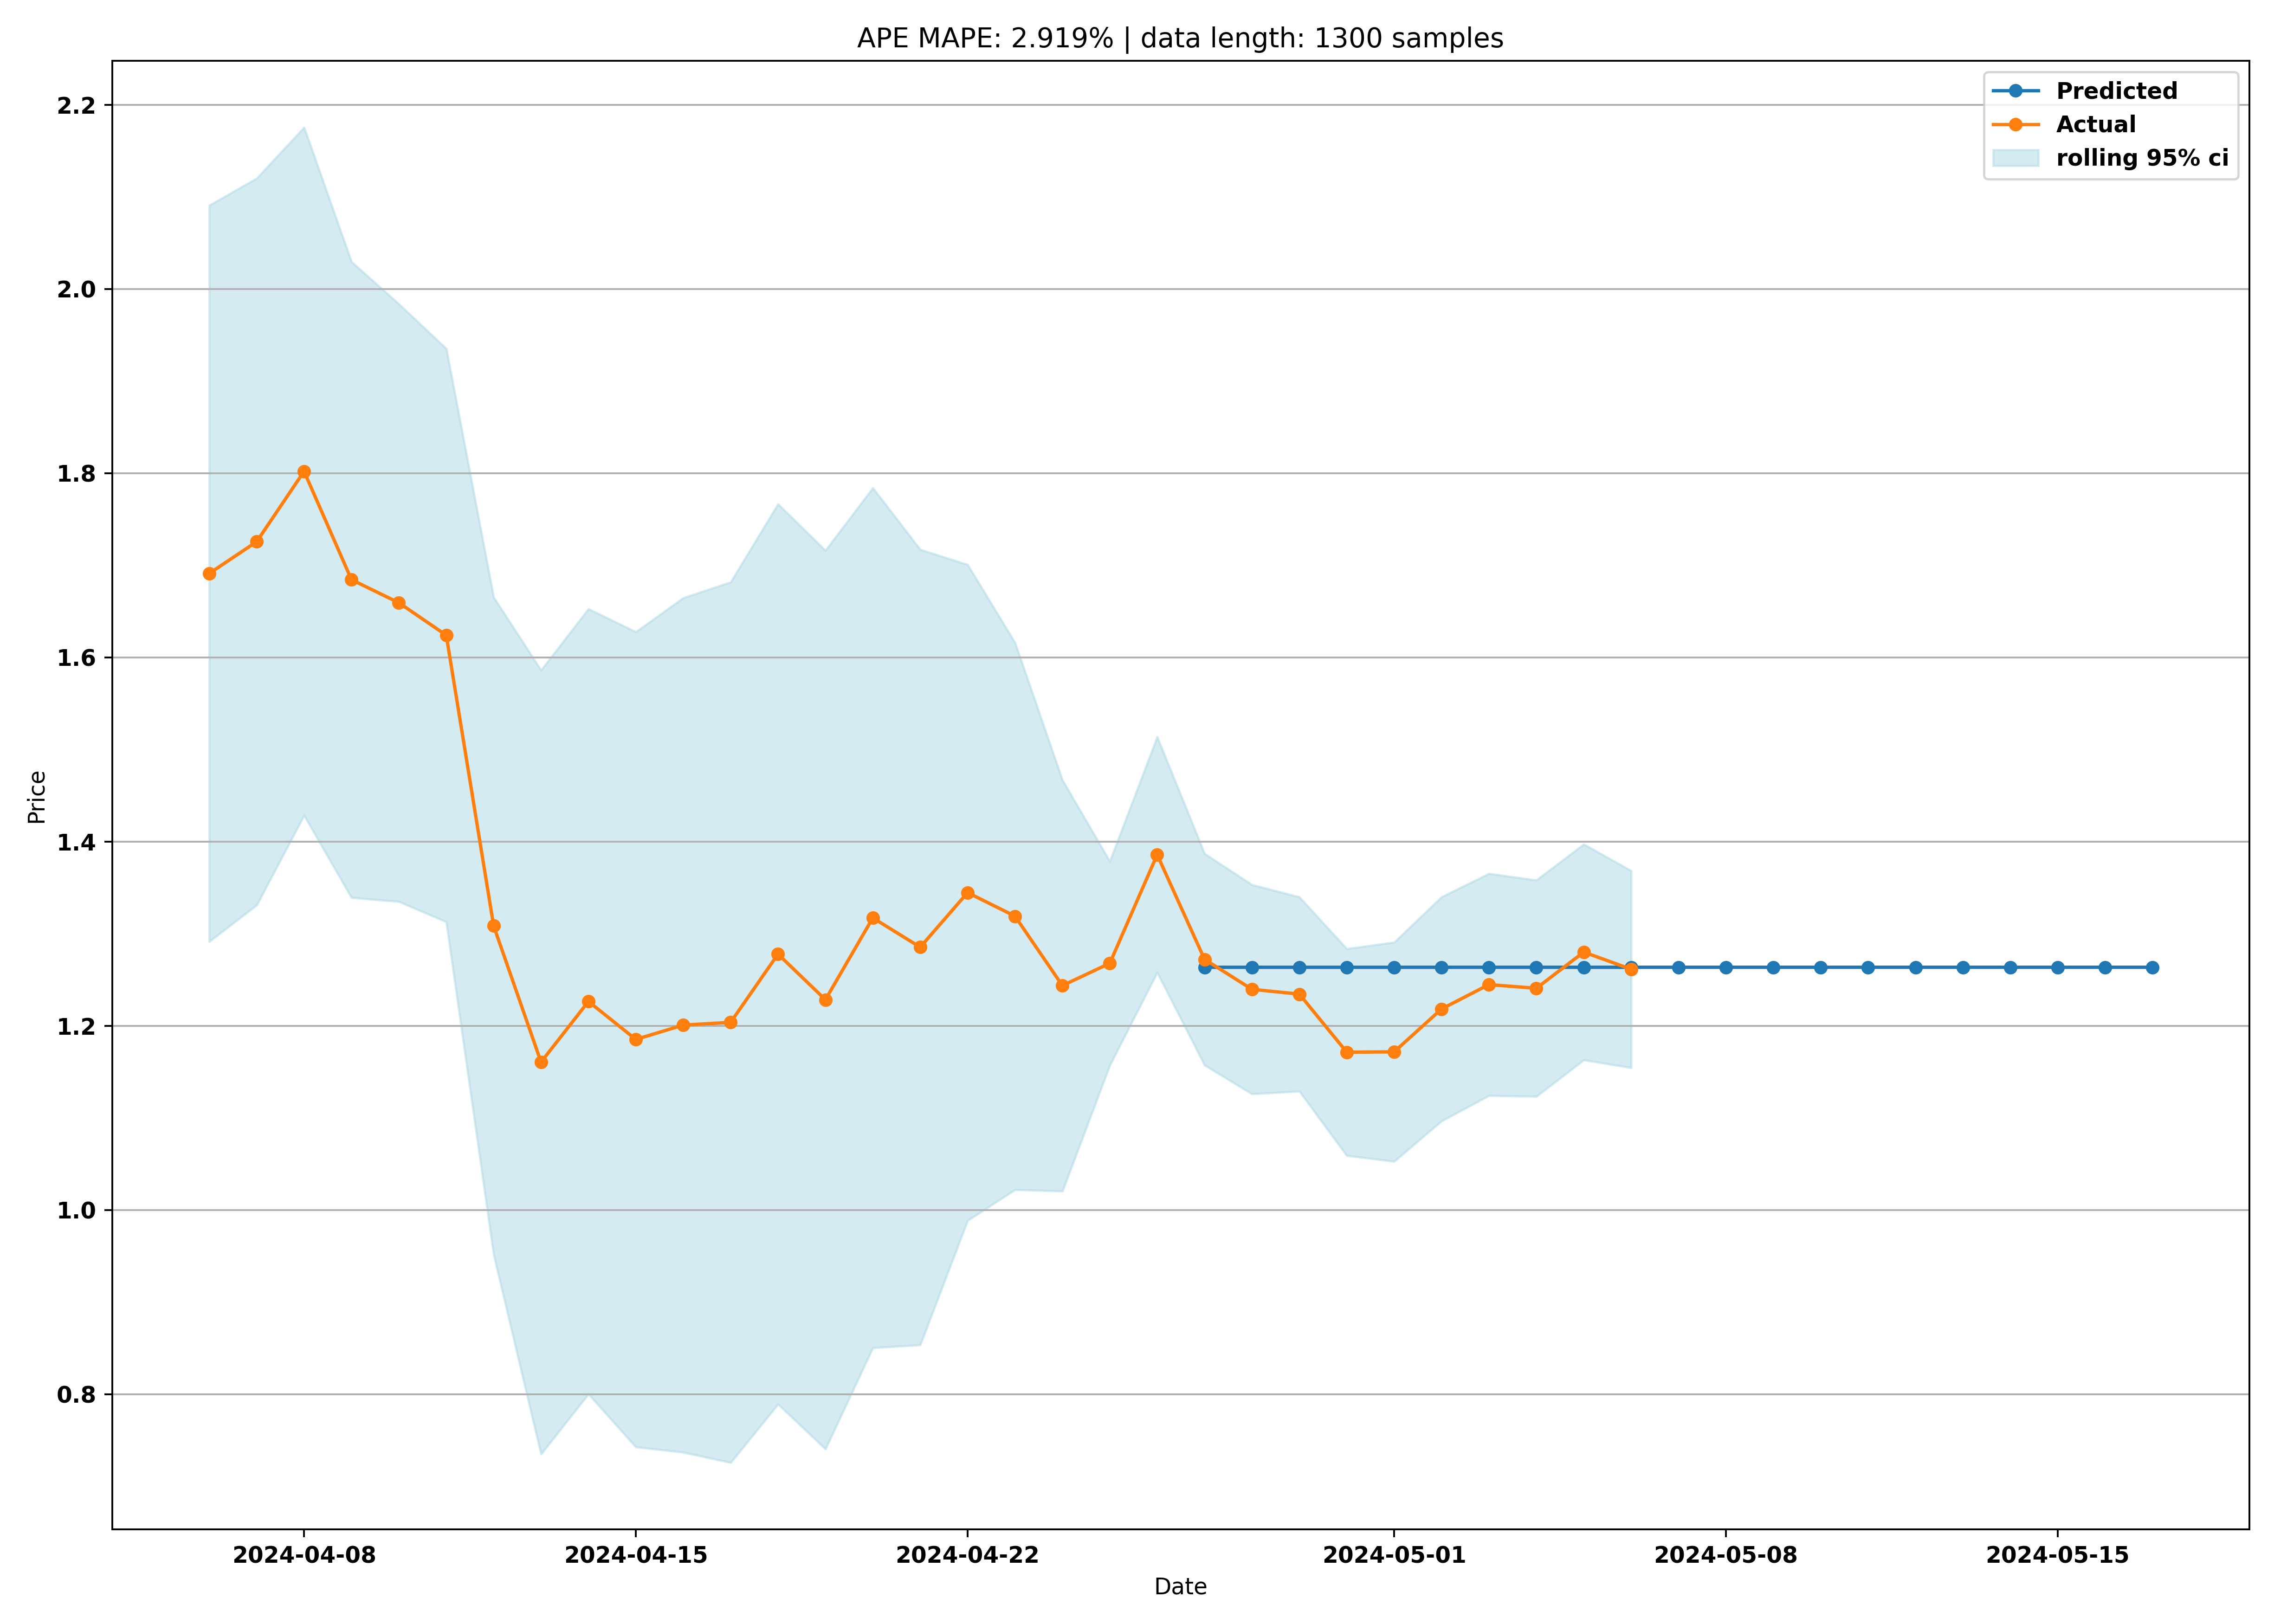 APE MAPE: 2.919% | data length: 1300 samples
Predicted
Actual
rolling 95% ci
2.2
2.0
1.8
1.6
1.4
1.2
1.0
0.8
Price
2024-04-08 2024-04-15 2024-04-22 2024-05-01 2024-05-08 2024-05-15
Date